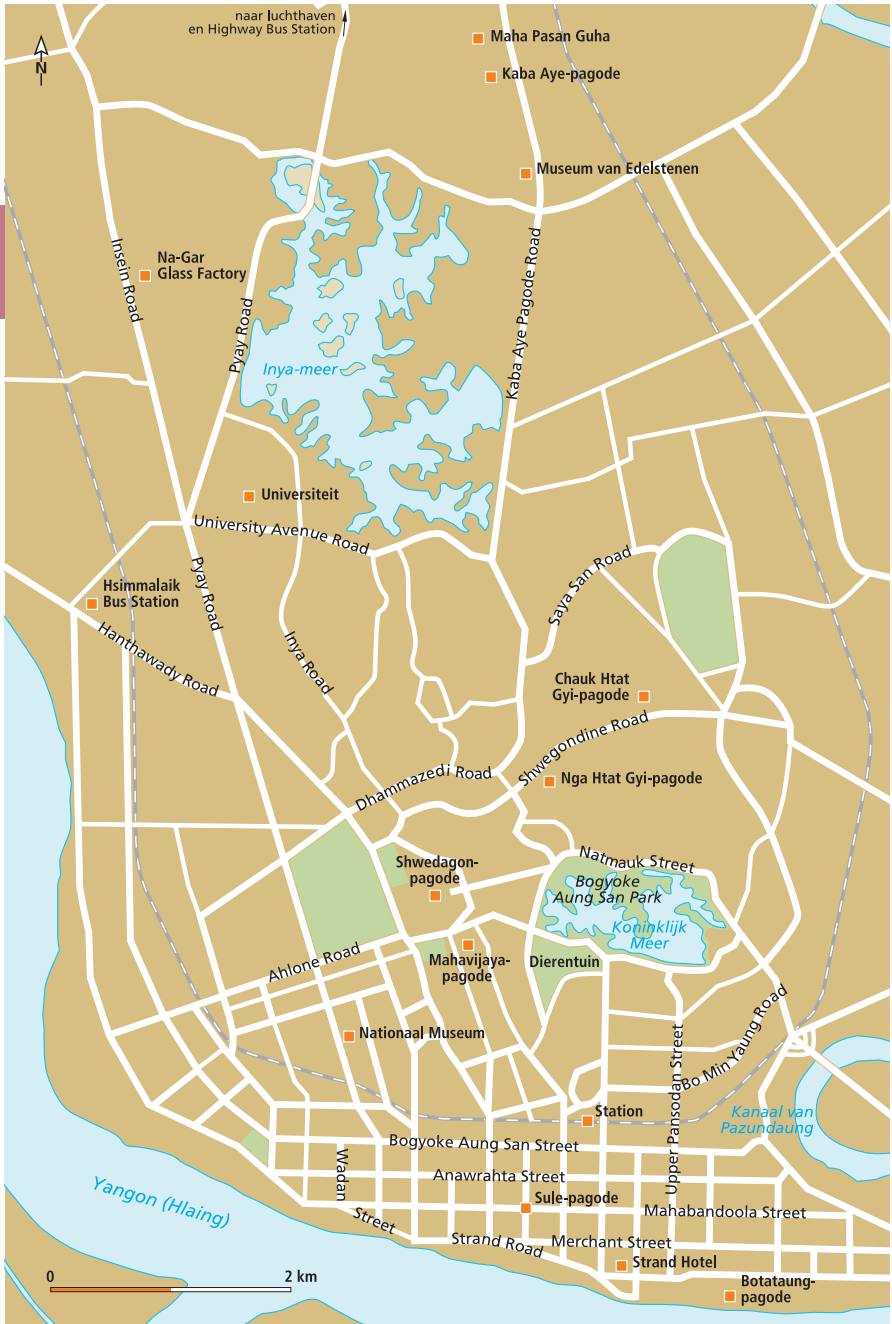 naar luchthaven
en Highway Bus Station
N
Maha Pasan Guha
Kaba Aye-pagode
Museum van Edelstenen
Insein Road
Na-Gar
Glass Factory
Pyay Road
Kaba Aye Pagode Road
Inya-meer
Universiteit
University Avenue Road
Pyay Road
Saya San Road
Hsimmalaik
Bus Station
Hanthawady Road
Inya Road
Chauk Htat
Gyi-pagode
Shwegondine Road
Dhammazedi Road
Nga Htat Gyi-pagode
Natmauk Street
Shwedagon-
pagode
Bogyoke
Aung San Park
Koninklijk
Meer
Ahlone Road
Mahavijaya-
pagode
Dierentuin
Nationaal Museum
Upper Pansodan Street
Bo Min Yaung Road
Station
Kanaal van
Pazundaung
Bogyoke Aung San Street
Wadan
Street
Anawrahta Street
Yangon (Hlaing)
Sule-pagode
Mahabandoola Street
Strand Road
Merchant Street
Strand Hotel
0
2 km
Botataung-
pagode